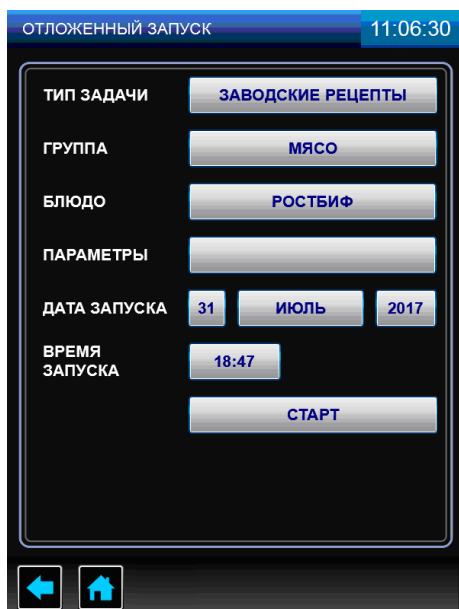 ОТЛОЖЕННЫЙ ЗАПУСК 11:06:30
ТИП ЗАДАЧИ ЗАВОДСКИЕ РЕЦЕПТЫ
ГРУППА МЯСО
БЛЮДО РОСТБИФ
ПАРАМЕТРЫ
ДАТА ЗАПУСКА 31 ИЮЛЬ 2017
ВРЕМЯ
ЗАПУСКА 18:47
СТАРТ